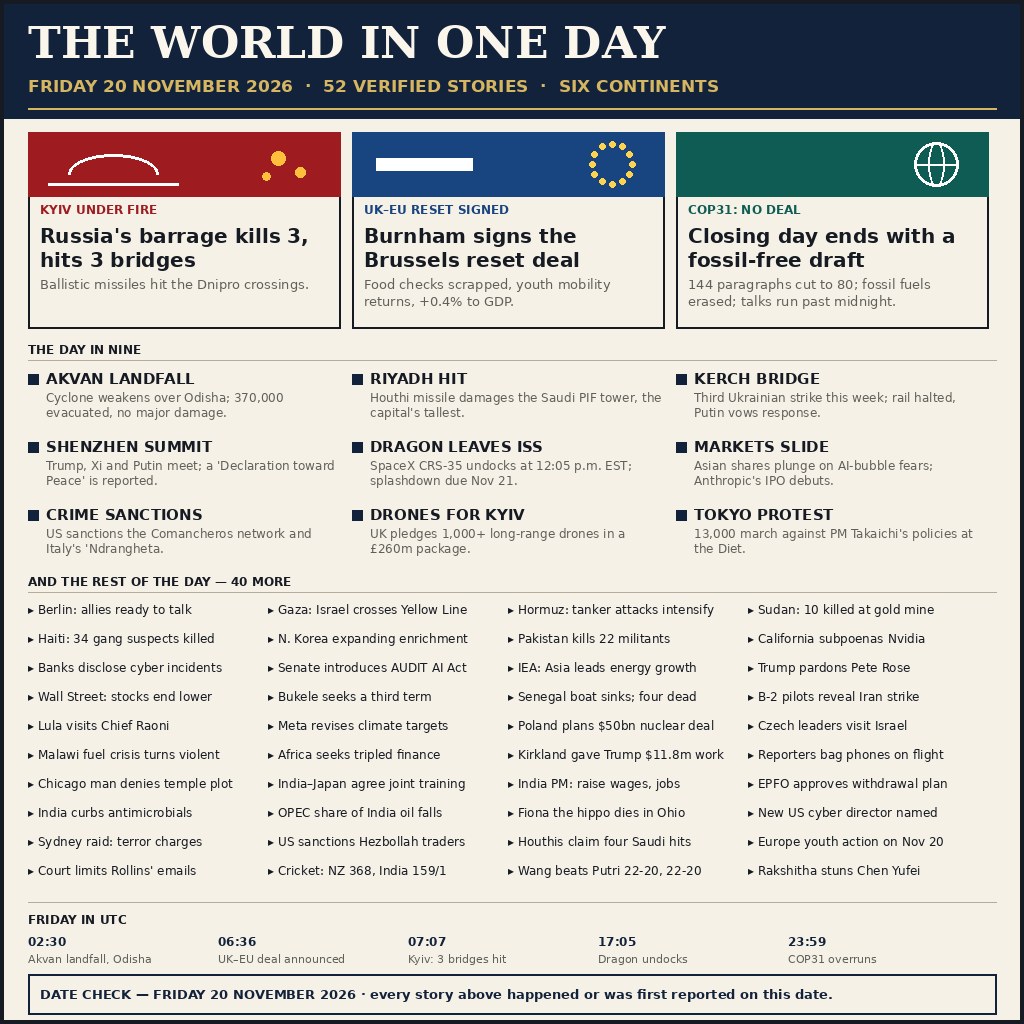 THE WORLD IN ONE DAY
FRIDAY 20 NOVEMBER 2026 · 52 VERIFIED STORIES · SIX CONTINENTS
KYIV UNDER FIRE
Russia's barrage kills 3,
hits 3 bridges
Ballistic missiles hit the Dnipro crossings.
UK–EU RESET SIGNED
Burnham signs the
Brussels reset deal
Food checks scrapped, youth mobility
returns, +0.4% to GDP.
COP31: NO DEAL
Closing day ends with a
fossil-free draft
144 paragraphs cut to 80; fossil fuels
erased; talks run past midnight.
THE DAY IN NINE
AKVAN LANDFALL
Cyclone weakens over Odisha; 370,000
evacuated, no major damage.
RIYADH HIT
Houthi missile damages the Saudi PIF tower, the
capital's tallest.
KERCH BRIDGE
Third Ukrainian strike this week; rail halted,
Putin vows response.
SHENZHEN SUMMIT
Trump, Xi and Putin meet; a 'Declaration toward
Peace' is reported.
DRAGON LEAVES ISS
SpaceX CRS-35 undocks at 12:05 p.m. EST;
splashdown due Nov 21.
MARKETS SLIDE
Asian shares plunge on AI-bubble fears;
Anthropic's IPO debuts.
CRIME SANCTIONS
US sanctions the Comancheros network and
Italy's 'Ndrangheta.
DRONES FOR KYIV
UK pledges 1,000+ long-range drones in a
£260m package.
TOKYO PROTEST
13,000 march against PM Takaichi's policies at
the Diet.
AND THE REST OF THE DAY — 40 MORE
▸ Berlin: allies ready to talk
▸ Gaza: Israel crosses Yellow Line
▸ Hormuz: tanker attacks intensify
▸ Sudan: 10 killed at gold mine
▸ Haiti: 34 gang suspects killed
▸ N. Korea expanding enrichment
▸ Pakistan kills 22 militants
▸ California subpoenas Nvidia
▸ Banks disclose cyber incidents
▸ Senate introduces AUDIT AI Act
▸ IEA: Asia leads energy growth
▸ Trump pardons Pete Rose
▸ Wall Street: stocks end lower
▸ Bukele seeks a third term
▸ Senegal boat sinks; four dead
▸ B-2 pilots reveal Iran strike
▸ Lula visits Chief Raoni
▸ Meta revises climate targets
▸ Poland plans $50bn nuclear deal
▸ Czech leaders visit Israel
▸ Malawi fuel crisis turns violent
▸ Africa seeks tripled finance
▸ Kirkland gave Trump $11.8m work
▸ Reporters bag phones on flight
▸ Chicago man denies temple plot
▸ India–Japan agree joint training
▸ India PM: raise wages, jobs
▸ EPFO approves withdrawal plan
▸ India curbs antimicrobials
▸ OPEC share of India oil falls
▸ Fiona the hippo dies in Ohio
▸ New US cyber director named
▸ Sydney raid: terror charges
▸ US sanctions Hezbollah traders
▸ Houthis claim four Saudi hits
▸ Europe youth action on Nov 20
▸ Court limits Rollins' emails
▸ Cricket: NZ 368, India 159/1
▸ Wang beats Putri 22-20, 22-20
▸ Rakshitha stuns Chen Yufei
FRIDAY IN UTC
02:30
Akvan landfall, Odisha
06:36
UK–EU deal announced
07:07
Kyiv: 3 bridges hit
17:05
Dragon undocks
23:59
COP31 overruns
DATE CHECK — FRIDAY 20 NOVEMBER 2026 · every story above happened or was first reported on this date.